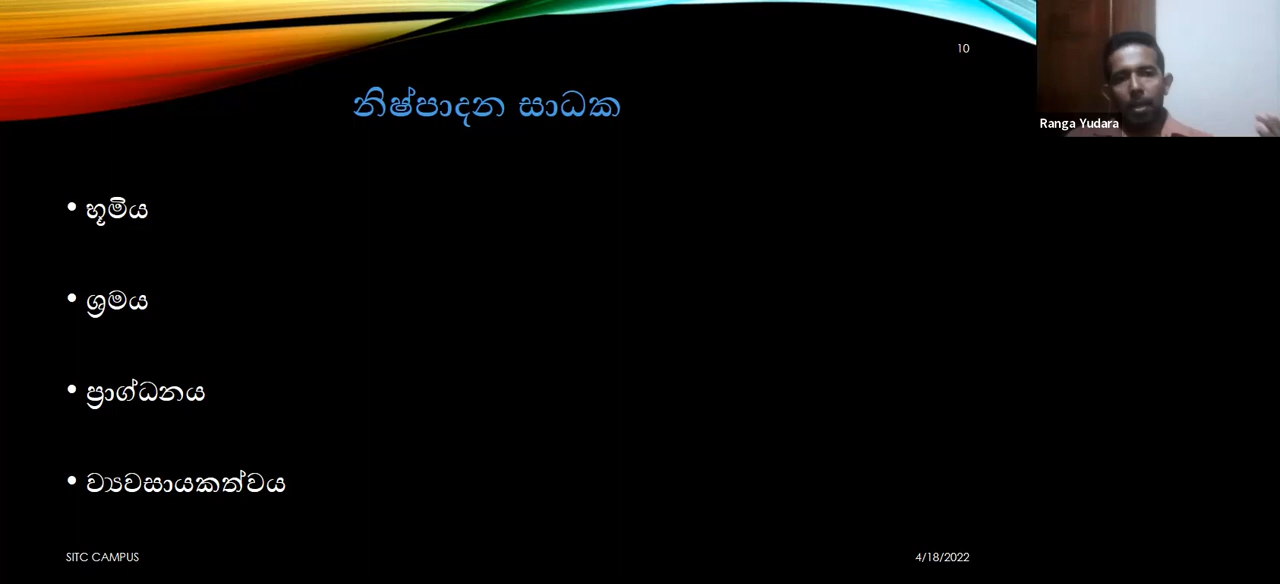 10
නිෂ්පාදන සාධක
Ranga Yudara
• භූමිය
• ශ්‍රමය
• ප්‍රාග්ධනය
• ව්‍යවසායකත්වය
SITC CAMPUS
4/18/2022